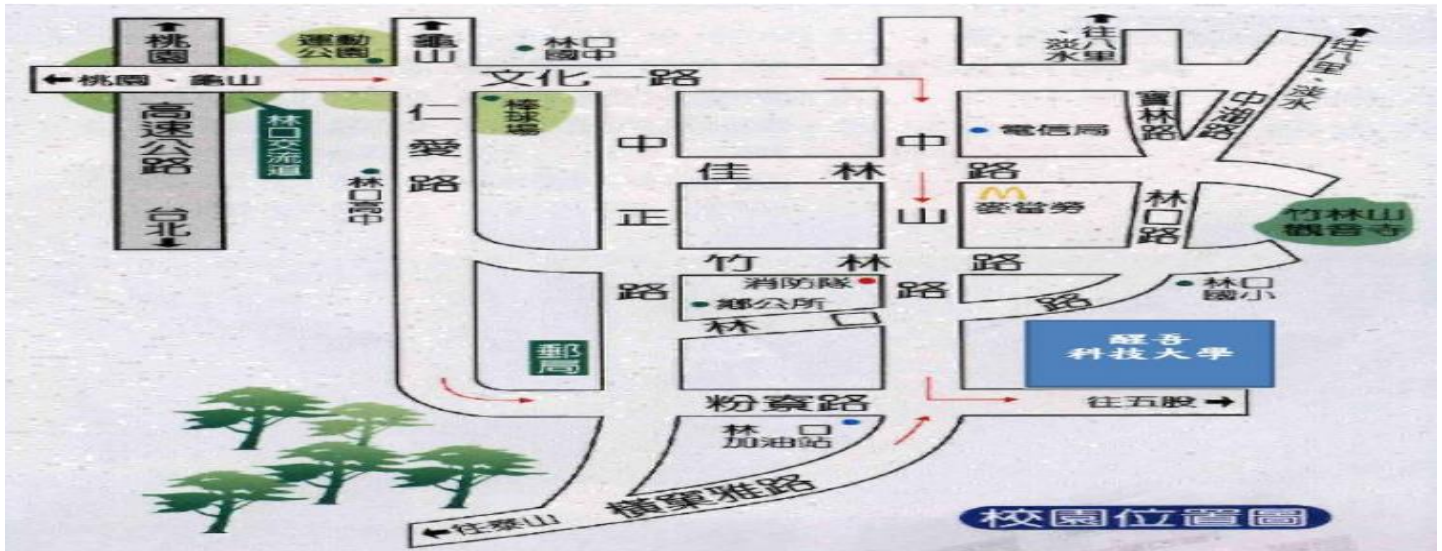 桃園
運動
公園
龜山
林口
國中
往八里、
淡水
往八里、淡水
桃園、龜山
文化一路
高速公路
台北
林口交流道
仁愛路
棒球場
中正路
中山路
電信局
寶林路
中湖路
林口高中
佳林路
麥當勞
林口路
竹林山
觀音寺
竹林路
消防隊
鄉公所
林口路
林口
國小
郵局
醒吾
科技大學
粉寮路
往五股
林口
加油站
橫窠雅路
往泰山
校園位置圖